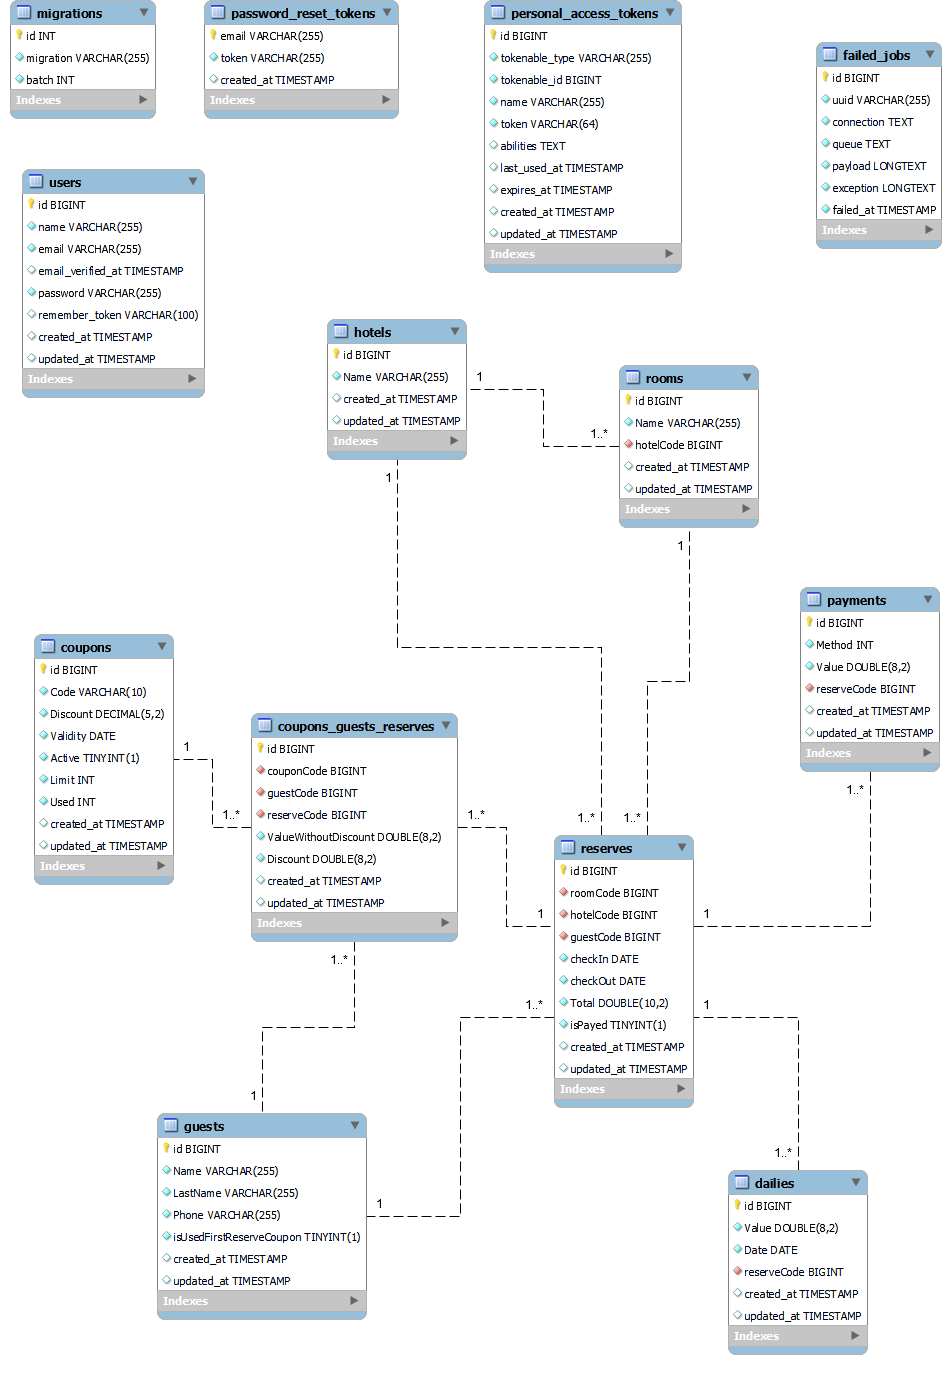 migrations
id INT
migration VARCHAR(255)
batch INT
Indexes
password_reset_tokens
email VARCHAR(255)
token VARCHAR(255)
created_at TIMESTAMP
Indexes
personal_access_tokens
id BIGINT
tokenable_type VARCHAR(255)
tokenable_id BIGINT
name VARCHAR(255)
token VARCHAR(64)
abilities TEXT
last_used_at TIMESTAMP
expires_at TIMESTAMP
created_at TIMESTAMP
updated_at TIMESTAMP
Indexes
failed_jobs
id BIGINT
uuid VARCHAR(255)
connection TEXT
queue TEXT
payload LONGTEXT
exception LONGTEXT
failed_at TIMESTAMP
Indexes
users
id BIGINT
name VARCHAR(255)
email VARCHAR(255)
email_verified_at TIMESTAMP
password VARCHAR(255)
remember_token VARCHAR(100)
created_at TIMESTAMP
updated_at TIMESTAMP
Indexes
hotels
id BIGINT
Name VARCHAR(255)
created_at TIMESTAMP
updated_at TIMESTAMP
Indexes
1
1..*
1
rooms
id BIGINT
Name VARCHAR(255)
hotelCode BIGINT
created_at TIMESTAMP
updated_at TIMESTAMP
Indexes
1
payments
id BIGINT
Method INT
Value DOUBLE(8,2)
reserveCode BIGINT
created_at TIMESTAMP
updated_at TIMESTAMP
Indexes
1..*
coupons
id BIGINT
Code VARCHAR(10)
Discount DECIMAL(5,2)
Validity DATE
Active TINYINT(1)
Limit INT
Used INT
created_at TIMESTAMP
updated_at TIMESTAMP
Indexes
1
1..*
coupons_guests_reserves
id BIGINT
couponCode BIGINT
guestCode BIGINT
reserveCode BIGINT
ValueWithoutDiscount DOUBLE(8,2)
Discount DOUBLE(8,2)
created_at TIMESTAMP
updated_at TIMESTAMP
Indexes
1..*
1
1..*
1..*
1..*
reserves
id BIGINT
roomCode BIGINT
hotelCode BIGINT
guestCode BIGINT
checkIn DATE
checkOut DATE
Total DOUBLE(10,2)
isPayed TINYINT(1)
created_at TIMESTAMP
updated_at TIMESTAMP
Indexes
1
1
1..*
1..*
1
guests
id BIGINT
Name VARCHAR(255)
LastName VARCHAR(255)
Phone VARCHAR(255)
isUsedFirstReserveCoupon TINYINT(1)
created_at TIMESTAMP
updated_at TIMESTAMP
Indexes
1
dailies
id BIGINT
Value DOUBLE(8,2)
Date DATE
reserveCode BIGINT
created_at TIMESTAMP
updated_at TIMESTAMP
Indexes